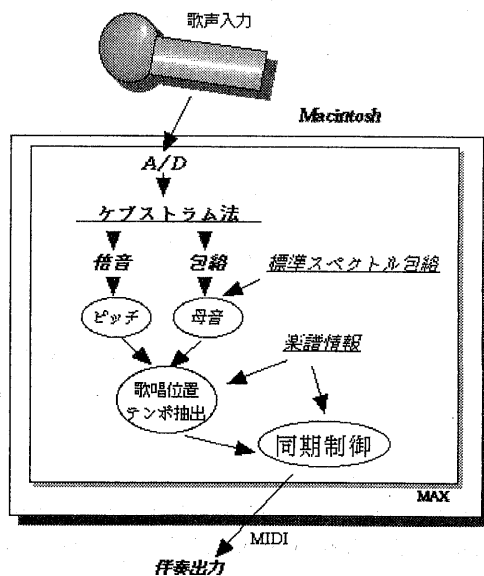 歌声入力
Macintosh
A/D
ケプストラム法
倍音 包絡
標準スペクトル包絡
ピッチ 母音
楽譜情報
歌唱位置
テンポ抽出
同期制御
MAX
MIDI
伴奏出力